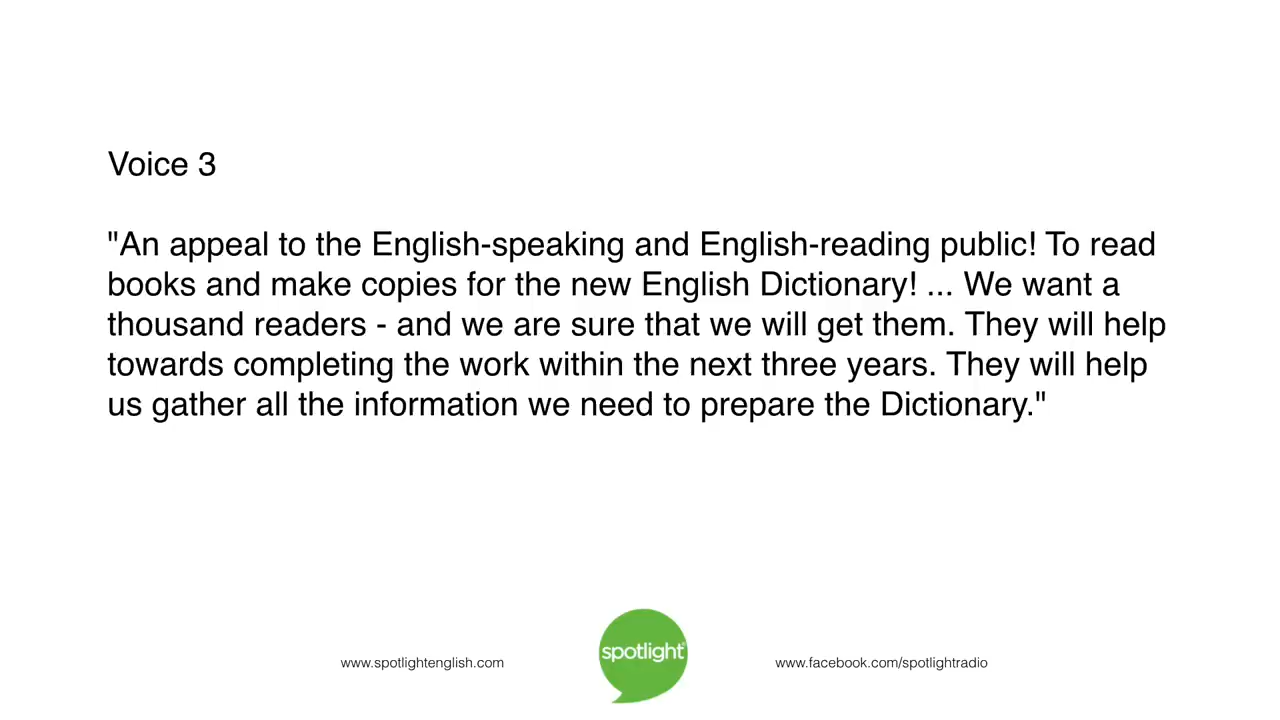 Voice 3
"An appeal to the English-speaking and English-reading public! To read
books and make copies for the new English Dictionary! ... We want a
thousand readers - and we are sure that we will get them. They will help
towards completing the work within the next three years. They will help
us gather all the information we need to prepare the Dictionary."
www.spotlightenglish.com
spotlight®
www.facebook.com/spotlightradio